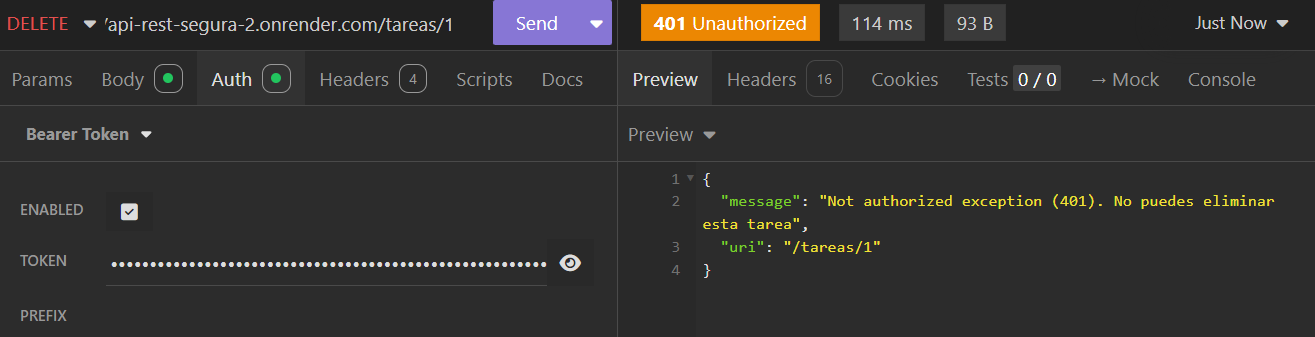 DELETE /api-rest-segura-2.onrender.com/tareas/1 Send 401 Unauthorized 114 ms 93 B Just Now
Params Body Auth Headers 4 Scripts Docs Preview Headers 16 Cookies Tests 0 / 0 → Mock Console
Bearer Token Preview
ENABLED
TOKEN
PREFIX
1 {
2 "message": "Not authorized exception (401). No puedes eliminar
esta tarea",
3 "uri": "/tareas/1"
4 }